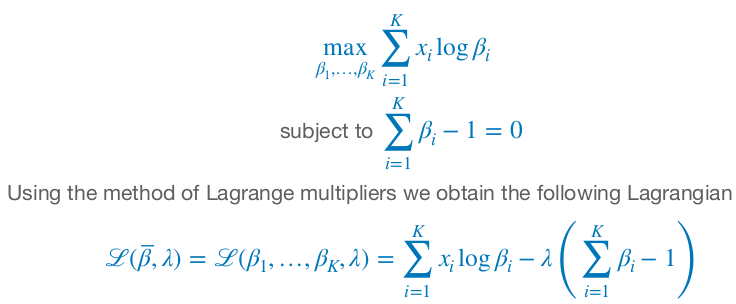 max_{β_1,…,β_K} ∑_{i=1}^{K} x_i log β_i
subject to ∑_{i=1}^{K} β_i − 1 = 0
Using the method of Lagrange multipliers we obtain the following Lagrangian
ℒ(β̅, λ) = ℒ(β_1, …, β_K, λ) = ∑_{i=1}^{K} x_i log β_i − λ ( ∑_{i=1}^{K} β_i − 1 )